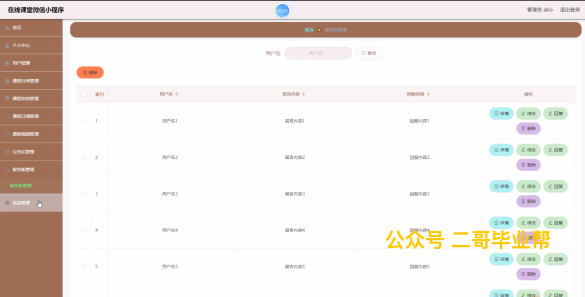 在线课堂微信小程序
abo
管理员 abo 退出登录
首页
个人中心
用户管理
课程分类管理
课程信息管理
课程订单管理
课程视频管理
公告栏管理
留言板管理
留言板管理
系统管理
首页 留言板管理
用户名 用户名 查询
删除
索引 用户名 留言内容 回复内容 操作
1 用户名1 留言内容1 回复内容1 详情 修改 回复
删除
2 用户名2 留言内容2 回复内容2 详情 修改 回复
删除
3 用户名3 留言内容3 回复内容3 详情 修改 回复
删除
4 用户名4 留言内容4 回复内容4 详情 修改 回复
删除
公众号 二哥毕业帮
5 用户名5 留言内容5 回复内容5 详情 修改 回复
删除
详情 修改 回复